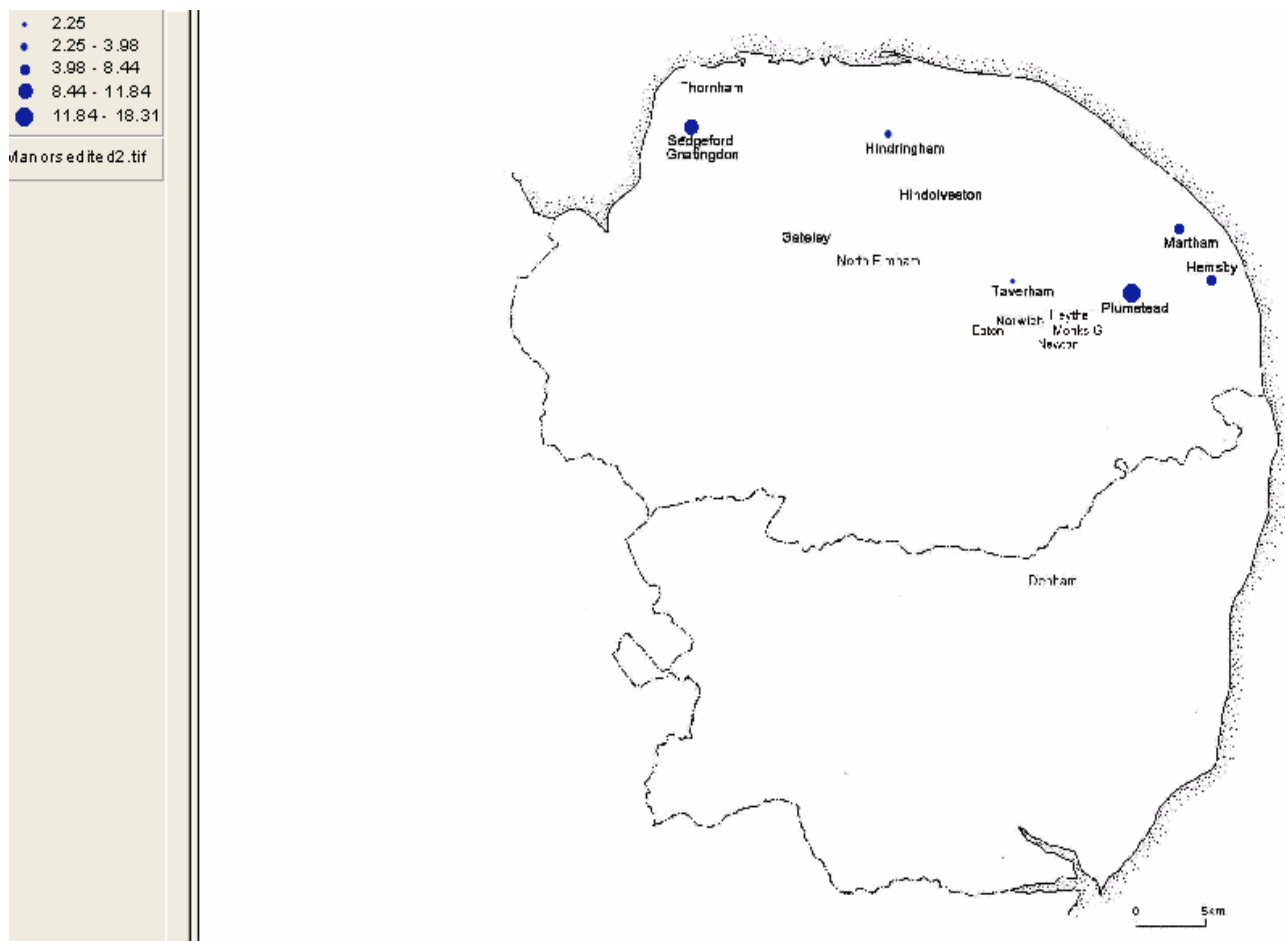 2.25
2.25 - 3.98
3.98 - 8.44
8.44 - 11.84
11.84 - 18.31
Manorsedited2.tif
Thornham
Sedgeford
Gnatingdon
Hindringham
Hindolveston
Gateley
North Elmham
Martham
Hemsby
Taverham
Plumstead
Norwich
Eaton
Monks G
Newton
Denham
0 5km